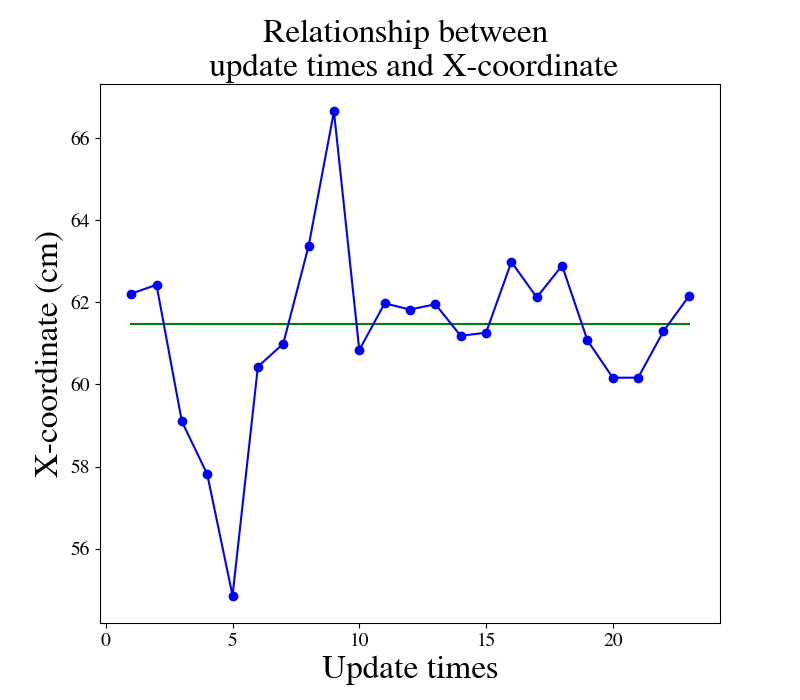 Relationship between
update times and X-coordinate
X-coordinate (cm)
66
64
62
60
58
56
0
5
10
15
20
Update times